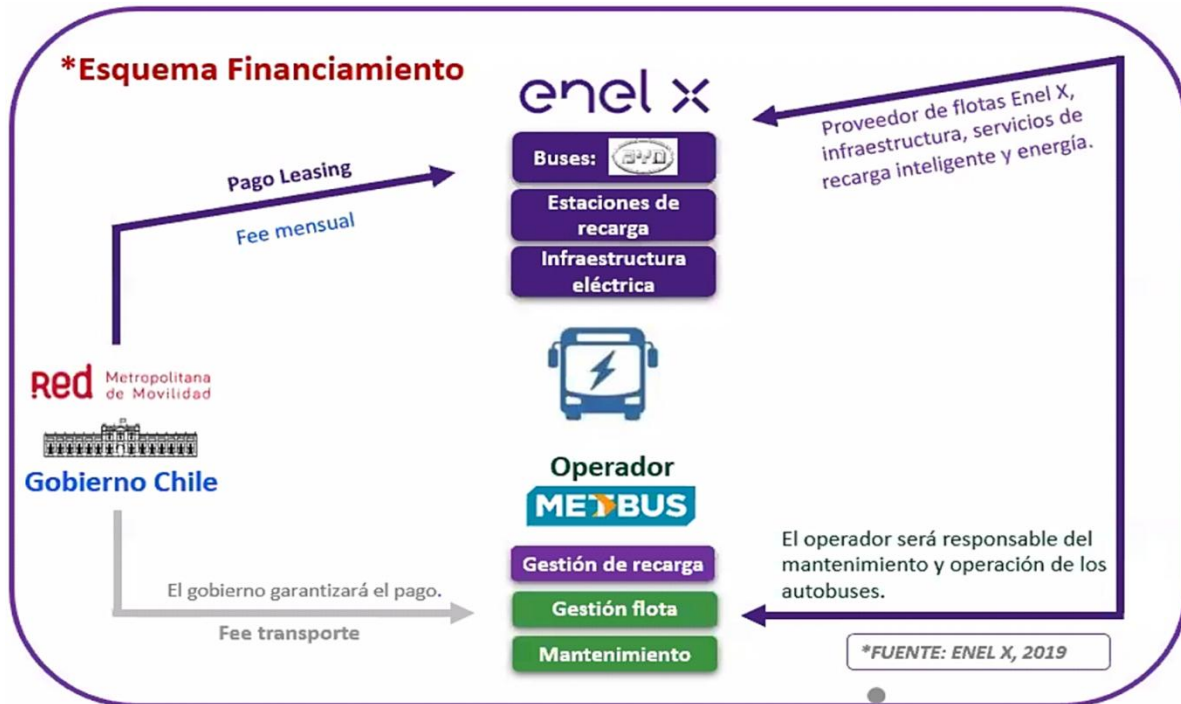 *Esquema Financiamiento
enel x
Proveedor de flotas Enel X,
infraestructura, servicios de
recarga inteligente y energía.
Buses: BYD
Pago Leasing
Fee mensual
Estaciones de
recarga
Infraestructura
eléctrica
Red Metropolitana
de Movilidad
Gobierno Chile
Operador
METBUS
El operador será responsable del
mantenimiento y operación de los
autobuses.
Gestión de recarga
El gobierno garantizará el pago.
Gestión flota
Fee transporte
Mantenimiento
*FUENTE: ENEL X, 2019